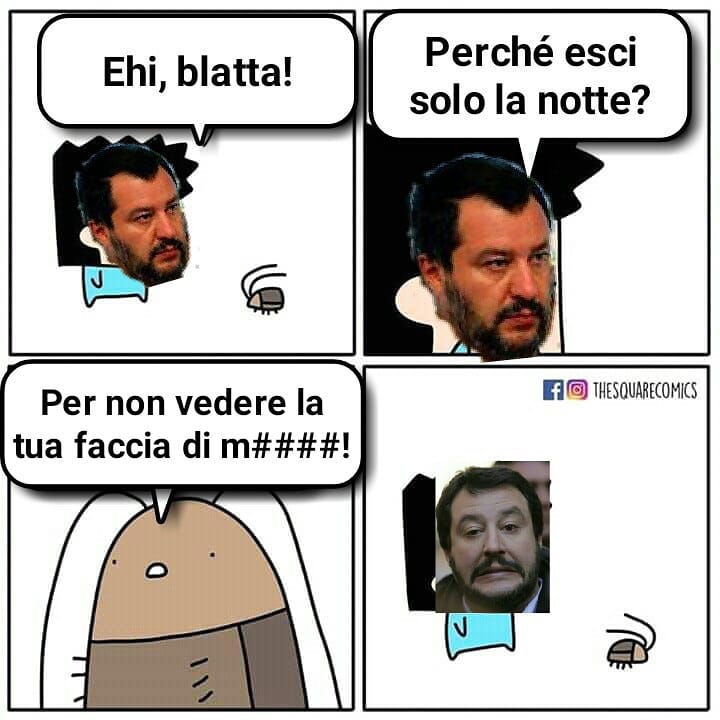 Ehi, blatta!
Perché esci
solo la notte?
Per non vedere la
tua faccia di m####!
THESQUARECOMICS